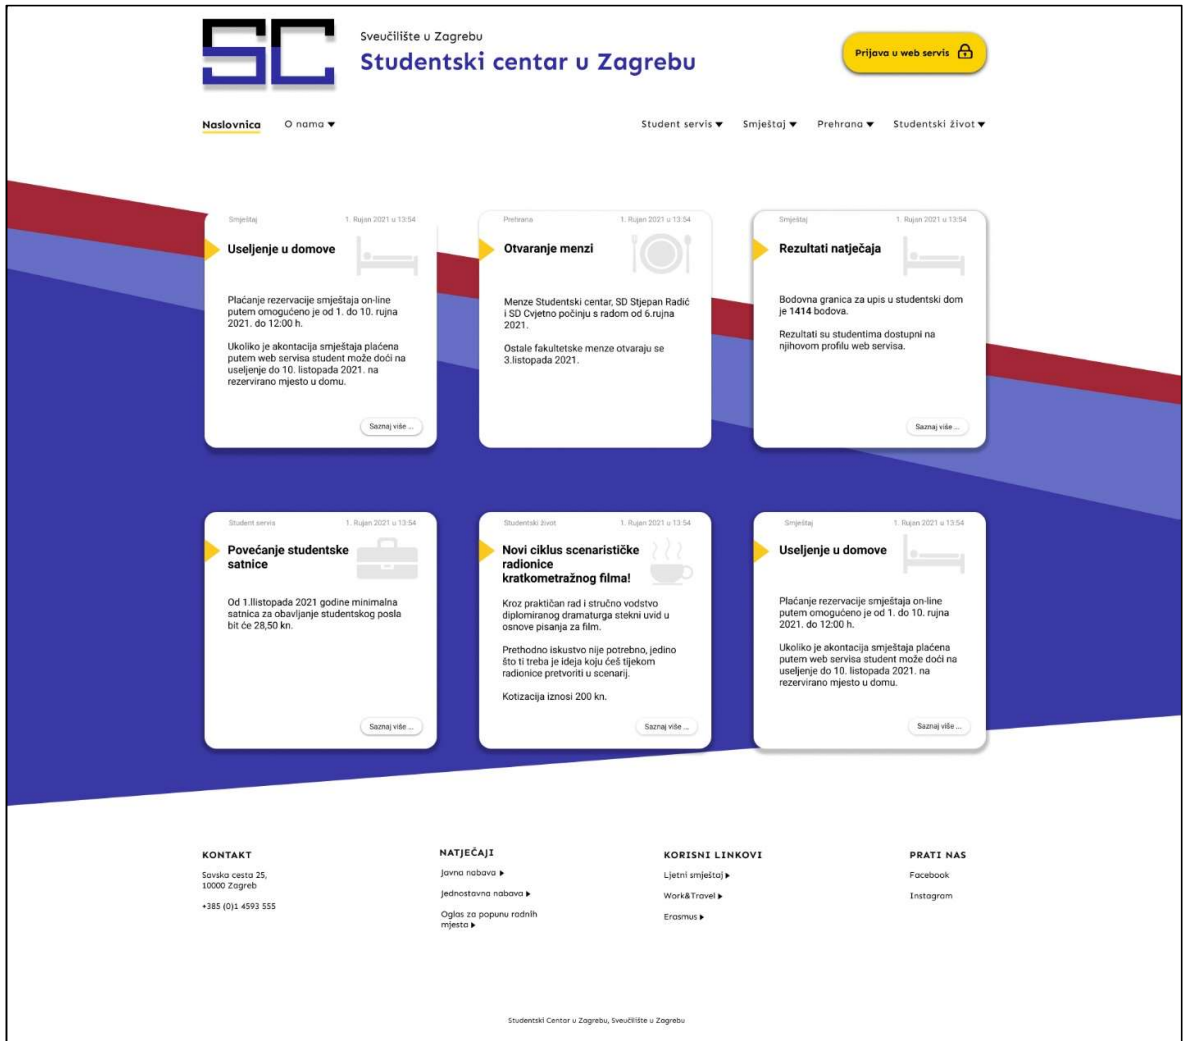 SC
Sveučilište u Zagrebu
Studentski centar u Zagrebu
Prijava u web servis
Naslovnica
O nama
Student servis
Smještaj
Prehrana
Studentski život
Smještaj
1. Rujan 2021 u 13:54
Useljenje u domove
Plaćanje rezervacije smještaja on-line
putem omogućeno je od 1. do 10. rujna
2021. do 12:00 h.
Ukoliko je akontacija smještaja plaćena
putem web servisa student može doći na
useljenje do 10. listopada 2021. na
rezervirano mjesto u domu.
Saznaj više ...
Prehrana
1. Rujan 2021 u 13:54
Otvaranje menzi
Menze Studentski centar, SD Stjepan Radić
i SD Cvjetno počinju s radom od 6.rujna
2021.
Ostale fakultetske menze otvaraju se
3.listopada 2021.
Smještaj
1. Rujan 2021 u 13:54
Rezultati natječaja
Bodovna granica za upis u studentski dom
je 1414 bodova.
Rezultati su studentima dostupni na
njihovom profilu web servisa.
Saznaj više ...
Student servis
1. Rujan 2021 u 13:54
Povećanje studentske
satnice
Od 1.llistopada 2021 godine minimalna
satnica za obavljanje studentskog posla
bit će 28,50 kn.
Saznaj više ...
Studentski život
1. Rujan 2021 u 13:54
Novi ciklus scenarističke
radionice
kratkometražnog filma!
Kroz praktičan rad i stručno vodstvo
diplomiranog dramaturga stekni uvid u
osnove pisanja za film.
Prethodno iskustvo nije potrebno, jedino
što ti treba je ideja koju ćeš tijekom
radionice pretvoriti u scenarij.
Kotizacija iznosi 200 kn.
Saznaj više ...
Smještaj
1. Rujan 2021 u 13:54
Useljenje u domove
Plaćanje rezervacije smještaja on-line
putem omogućeno je od 1. do 10. rujna
2021. do 12:00 h.
Ukoliko je akontacija smještaja plaćena
putem web servisa student može doći na
useljenje do 10. listopada 2021. na
rezervirano mjesto u domu.
Saznaj više ...
KONTAKT
Savska cesta 25,
10000 Zagreb
+385 (0)1 4593 555
NATJEČAJI
Javna nabava
Jednostavna nabava
Oglas za popunu radnih
mjesta
KORISNI LINKOVI
Ljetni smještaj
Work&Travel
Erasmus
PRATI NAS
Facebook
Instagram
Studentski Centar u Zagrebu, Sveučilište u Zagrebu